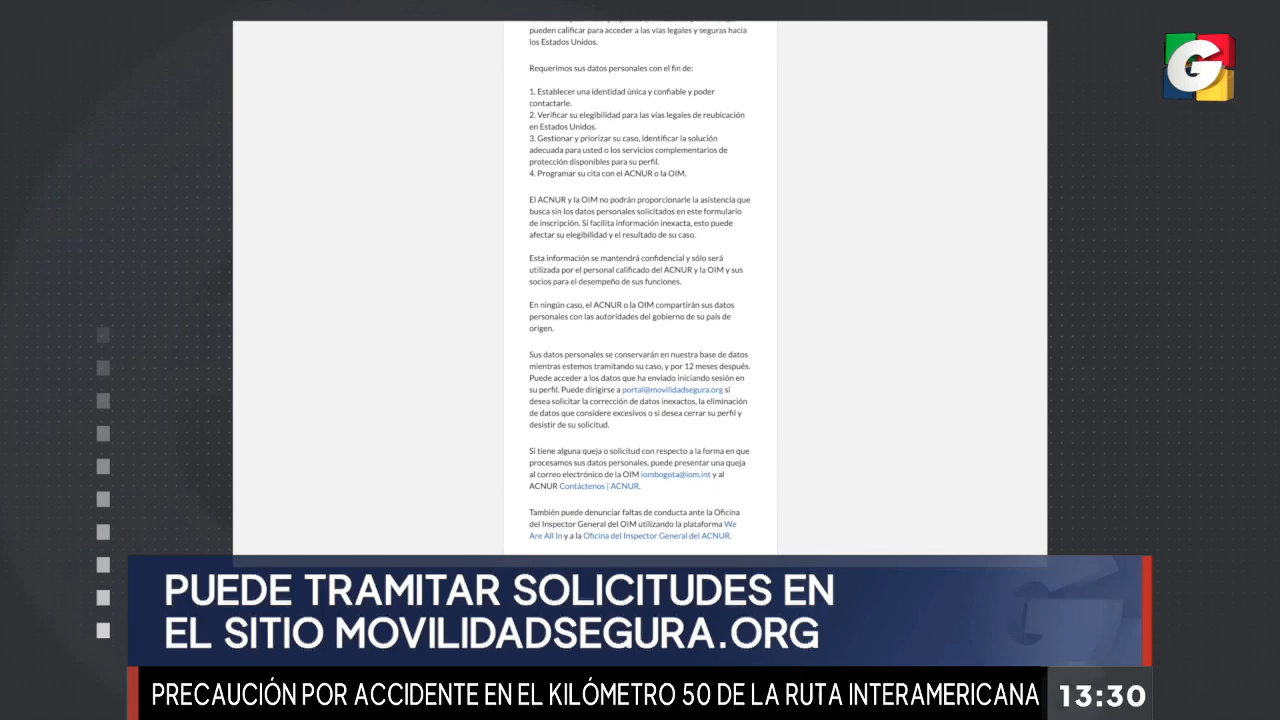 pueden calificar para acceder a las vías legales y seguras hacia
los Estados Unidos.
Requerimos sus datos personales con el fin de:
1. Establecer una identidad única y confiable y poder
contactarle.
2. Verificar su elegibilidad para las vías legales de reubicación
en Estados Unidos.
3. Gestionar y priorizar su caso, identificar la solución
adecuada para usted o los servicios complementarios de
protección disponibles para su perfil.
4. Programar su cita con el ACNUR o la OIM.
El ACNUR y la OIM no podrán proporcionarle la asistencia que
busca sin los datos personales solicitados en este formulario
de inscripción. Si facilita información inexacta, esto puede
afectar su elegibilidad y el resultado de su caso.
Esta información se mantendrá confidencial y sólo será
utilizada por el personal calificado del ACNUR y la OIM y sus
socios para el desempeño de sus funciones.
En ningún caso, el ACNUR o la OIM compartirán sus datos
personales con las autoridades del gobierno de su país de
origen.
Sus datos personales se conservarán en nuestra base de datos
mientras estemos tramitando su caso, y por 12 meses después.
Puede acceder a los datos que ha enviado iniciando sesión en
su perfil. Puede dirigirse a portal@movilidadsegura.org si
desea solicitar la corrección de datos inexactos, la eliminación
de datos que considere excesivos o si desea cerrar su perfil y
desistir de su solicitud.
Si tiene alguna queja o solicitud con respecto a la forma en que
procesamos sus datos personales, puede presentar una queja
al correo electrónico de la OIM iombogota@iom.int y al
ACNUR Contáctenos | ACNUR.
También puede denunciar faltas de conducta ante la Oficina
del Inspector General del OIM utilizando la plataforma We
Are All In y a la Oficina del Inspector General del ACNUR.
G
PUEDE TRAMITAR SOLICITUDES EN
EL SITIO MOVILIDADSEGURA.ORG
PRECAUCIÓN POR ACCIDENTE EN EL KILÓMETRO 50 DE LA RUTA INTERAMERICANA
13:30